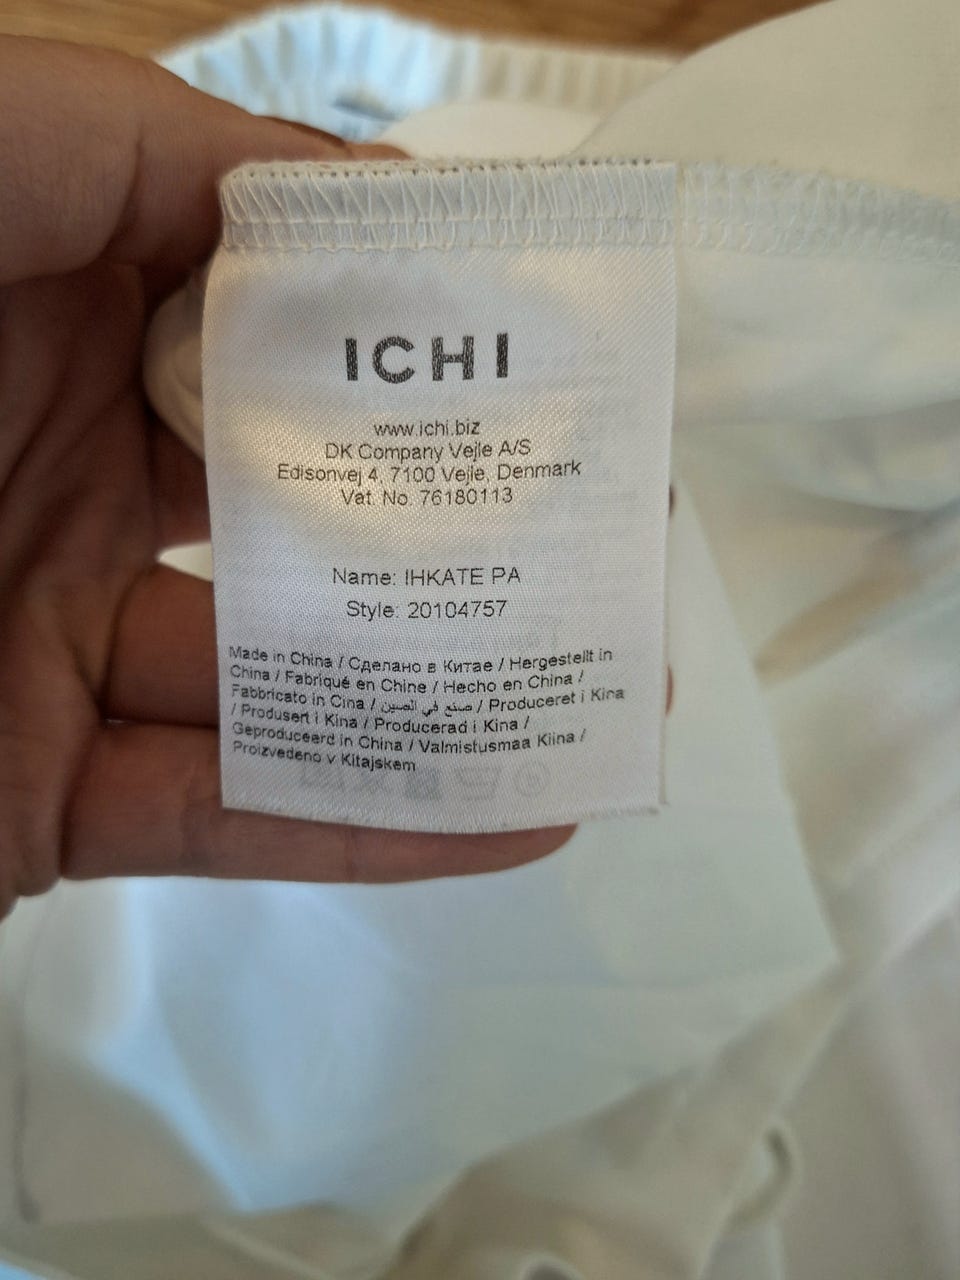 ICHI
www.ichi.biz
DK Company Vejle A/S
Edisonvej 4, 7100 Vejle, Denmark
Vat. No. 76180113
Name: IHKATE PA
Style: 20104757
Made in China / Сделано в Китае / Hergestellt in
China / Fabriqué en Chine / Hecho en China /
Fabbricato in Cina / صنع في الصين / Produceret i Kina
/ Produsert i Kina / Producerad i Kina /
Geproduceerd in China / Valmistusmaa Kiina /
Proizvedeno v Kitajskem